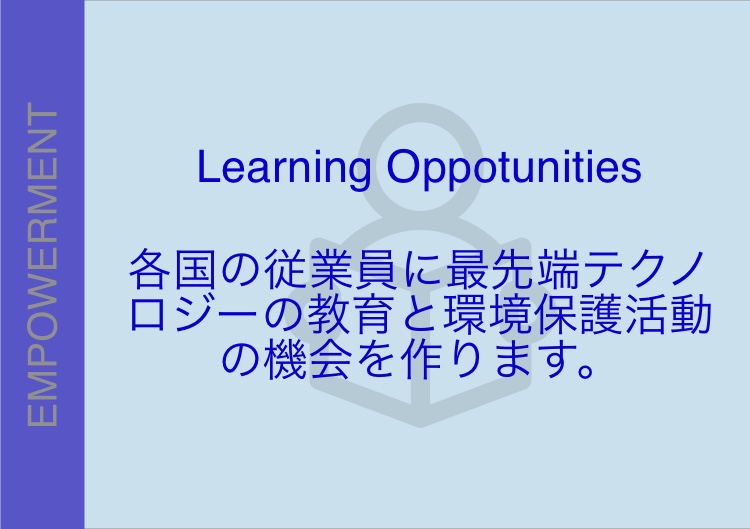 EMPOWERMENT
Learning Oppotunities
各国の従業員に最先端テクノ
ロジーの教育と環境保護活動
の機会を作ります。